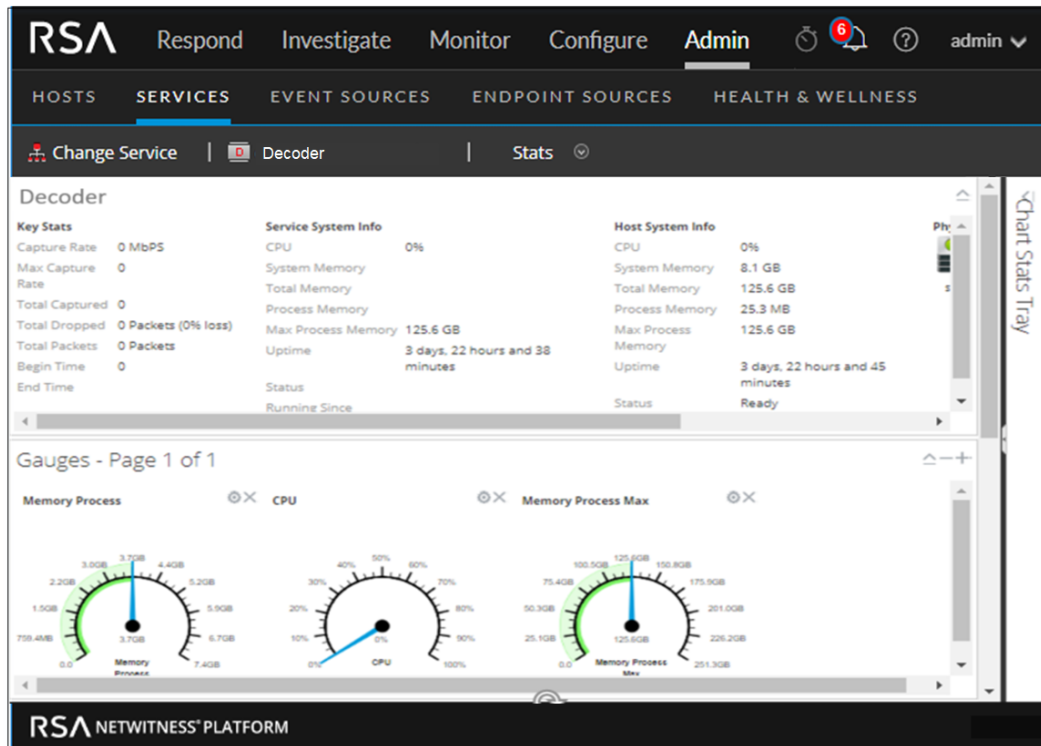 RSA Respond Investigate Monitor Configure Admin 6 ? admin
HOSTS SERVICES EVENT SOURCES ENDPOINT SOURCES HEALTH & WELLNESS
Change Service | D Decoder | Stats
Decoder
Key Stats
Capture Rate 0 MbPS
Max Capture Rate 0
Total Captured 0
Total Dropped 0 Packets (0% loss)
Total Packets 0 Packets
Begin Time 0
End Time
Service System Info
CPU 0%
System Memory
Total Memory
Process Memory
Max Process Memory 125.6 GB
Uptime 3 days, 22 hours and 38
minutes
Status
Running Since
Host System Info
CPU 0%
System Memory 8.1 GB
Total Memory 125.6 GB
Process Memory 25.3 MB
Max Process Memory 125.6 GB
Uptime 3 days, 22 hours and 45
minutes
Status Ready
Chart Stats Tray
Gauges - Page 1 of 1
Memory Process
0.0 759.4MB 1.5GB 2.2GB 3.0GB 3.7GB 4.4GB 5.2GB 5.9GB 6.7GB 7.4GB
3.7GB
Memory
Process
CPU
0% 10% 20% 30% 40% 50% 60% 70% 80% 90% 100%
0%
CPU
Memory Process Max
0.0 25.1GB 50.3GB 75.4GB 100.5GB 125.6GB 150.8GB 175.9GB 201.0GB 226.2GB 251.3GB
125.6GB
Memory Process
Max
RSA NETWITNESS® PLATFORM